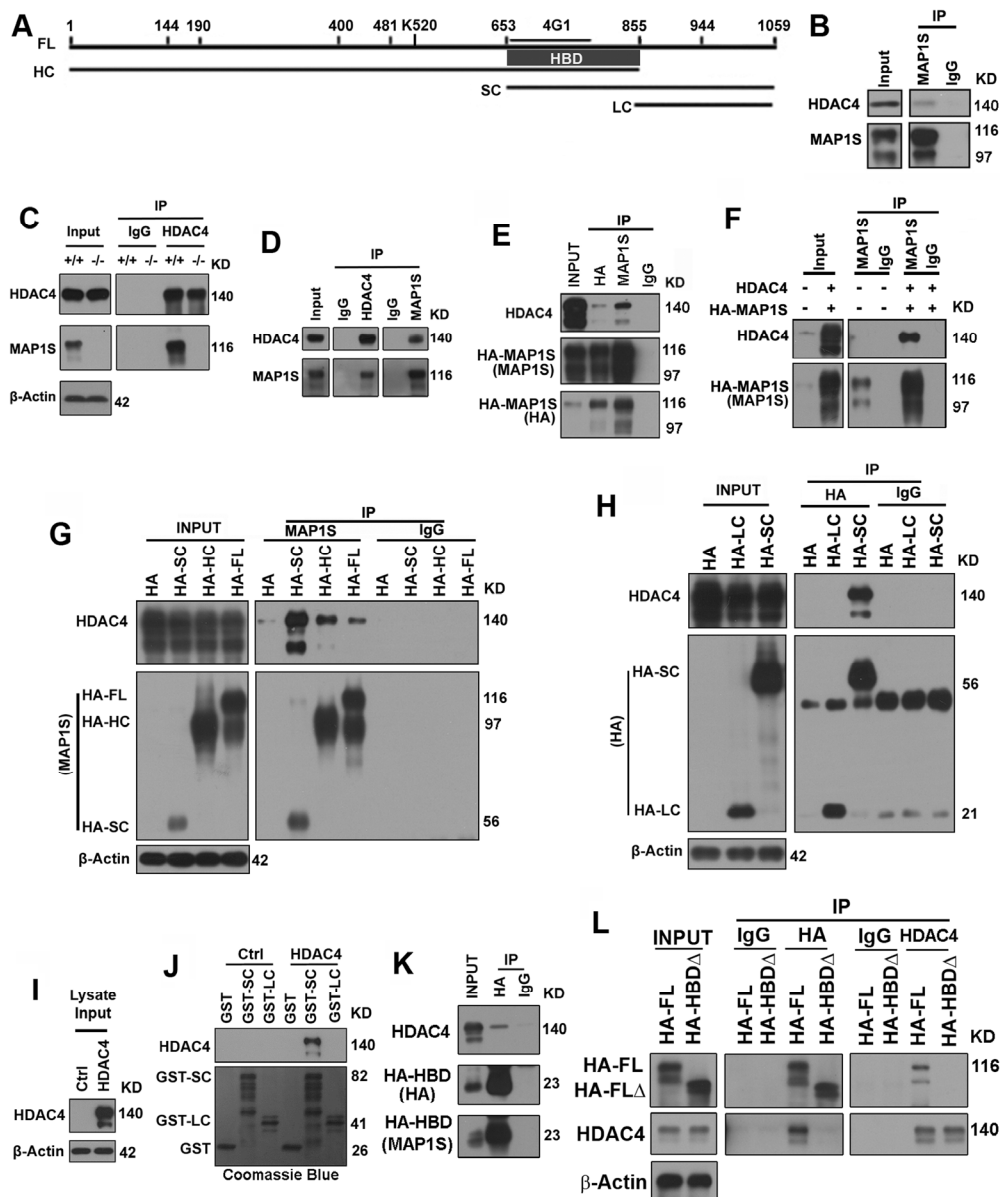 A
1 144 190 400 481 K520 653 4G1 855 944 1059
FL
HBD
HC
SC
LC
B
IP
Input MAP1S IgG KD
HDAC4 140
MAP1S 116
97
C
IP
Input IgG HDAC4
+/+ -/- +/+ -/- +/+ -/- KD
HDAC4 140
MAP1S 116
β-Actin 42
D
IP
Input IgG HDAC4 IgG MAP1S KD
HDAC4 140
MAP1S 116
E
IP
INPUT HA MAP1S IgG KD
HDAC4 140
HA-MAP1S 116
(MAP1S) 97
HA-MAP1S 116
(HA) 97
F
IP
Input MAP1S IgG MAP1S IgG
HDAC4 - + - - + +
HA-MAP1S - + - - + + KD
HDAC4 140
HA-MAP1S 116
(MAP1S) 97
G
IP
INPUT MAP1S IgG
HA HA-SC HA-HC HA-FL HA HA-SC HA-HC HA-FL HA HA-SC HA-HC HA-FL KD
HDAC4 140
HA-FL 116
HA-HC 97
(MAP1S)
HA-SC 56
β-Actin 42
H
IP
INPUT HA IgG
HA HA-LC HA-SC HA HA-LC HA-SC HA HA-LC HA-SC KD
HDAC4 140
HA-SC 56
(HA)
HA-LC 21
β-Actin 42
I
Lysate
Input
Ctrl HDAC4 KD
HDAC4 140
β-Actin 42
J
Ctrl HDAC4
GST GST-SC GST-LC GST GST-SC GST-LC KD
HDAC4 140
GST-SC 82
GST-LC 41
GST 26
Coomassie Blue
K
IP
INPUT HA IgG KD
HDAC4 140
HA-HBD
(HA) 23
HA-HBD
(MAP1S) 23
L
IP
INPUT IgG HA IgG HDAC4
HA-FL HA-HBDΔ HA-FL HA-HBDΔ HA-FL HA-HBDΔ HA-FL HA-HBDΔ HA-FL HA-HBDΔ KD
HA-FL 116
HA-FLΔ
HDAC4 140
β-Actin